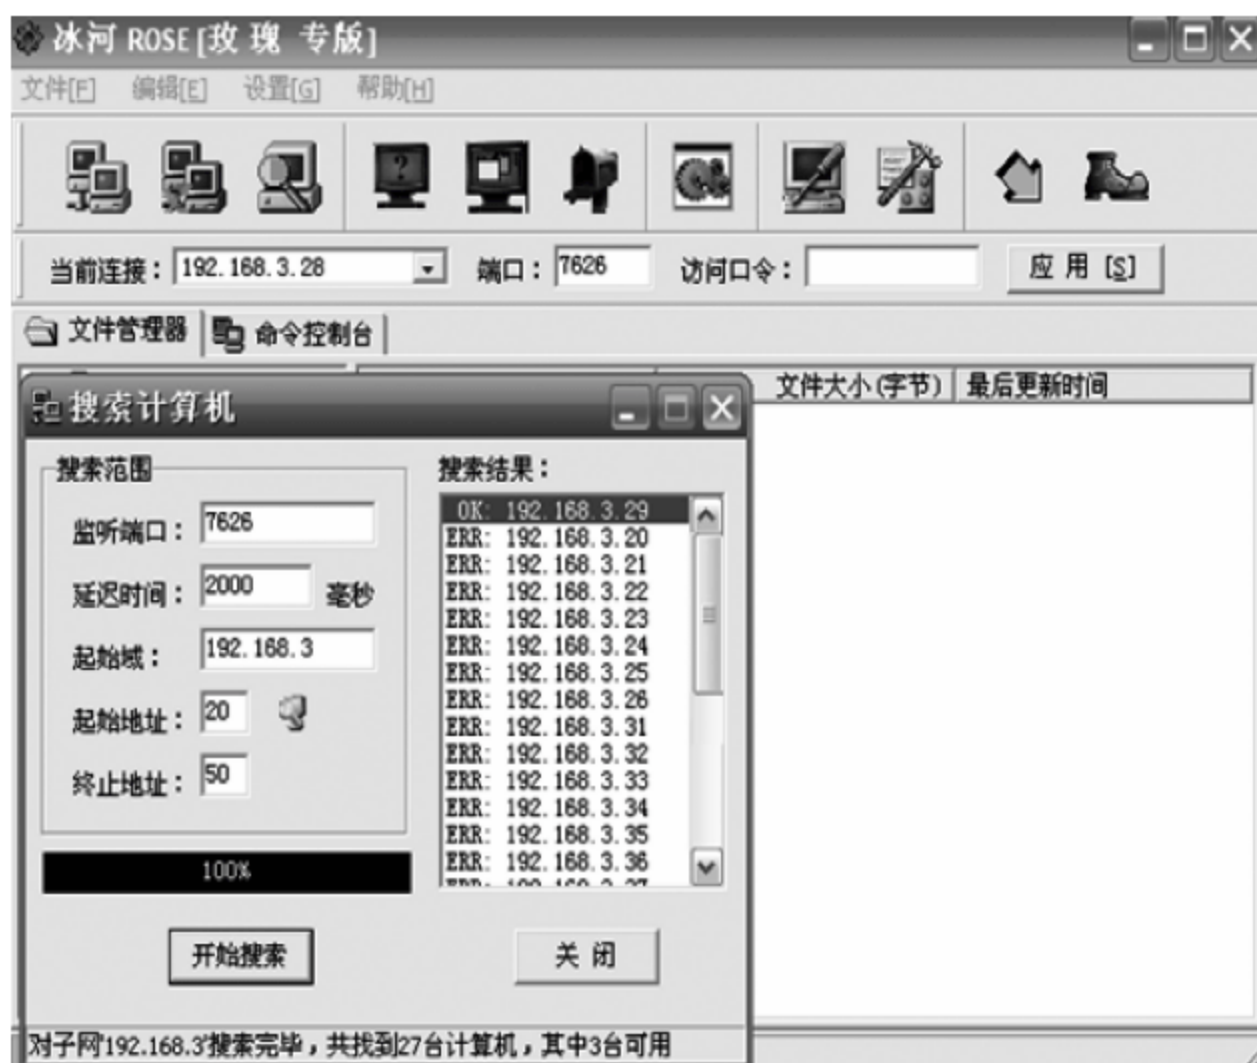 冰河 ROSE [玫 瑰 专版]
文件[F] 编辑[E] 设置[G] 帮助[H]
当前连接： 192.168.3.28 端口： 7626 访问口令： 应 用 [S]
文件管理器 命令控制台
文件大小(字节) 最后更新时间
搜索计算机
搜索范围
监听端口： 7626
延迟时间： 2000 毫秒
起始域： 192.168.3
起始地址： 20
终止地址： 50
100%
开始搜索
搜索结果：
OK: 192.168.3.29
ERR: 192.168.3.20
ERR: 192.168.3.21
ERR: 192.168.3.22
ERR: 192.168.3.23
ERR: 192.168.3.24
ERR: 192.168.3.25
ERR: 192.168.3.26
ERR: 192.168.3.31
ERR: 192.168.3.32
ERR: 192.168.3.33
ERR: 192.168.3.34
ERR: 192.168.3.35
ERR: 192.168.3.36
关 闭
对子网'192.168.3'搜索完毕，共找到27台计算机，其中3台可用